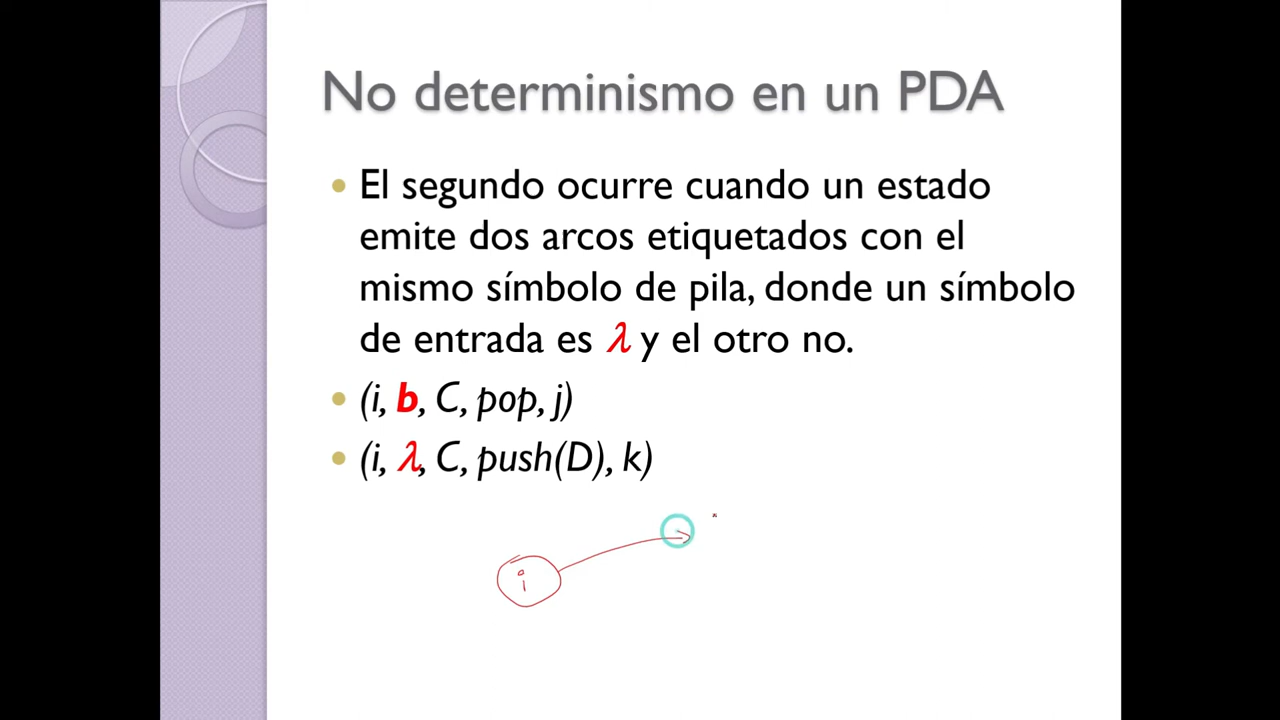 No determinismo en un PDA
El segundo ocurre cuando un estado
emite dos arcos etiquetados con el
mismo símbolo de pila, donde un símbolo
de entrada es λ y el otro no.
(i, b, C, pop, j)
(i, λ, C, push(D), k)
i